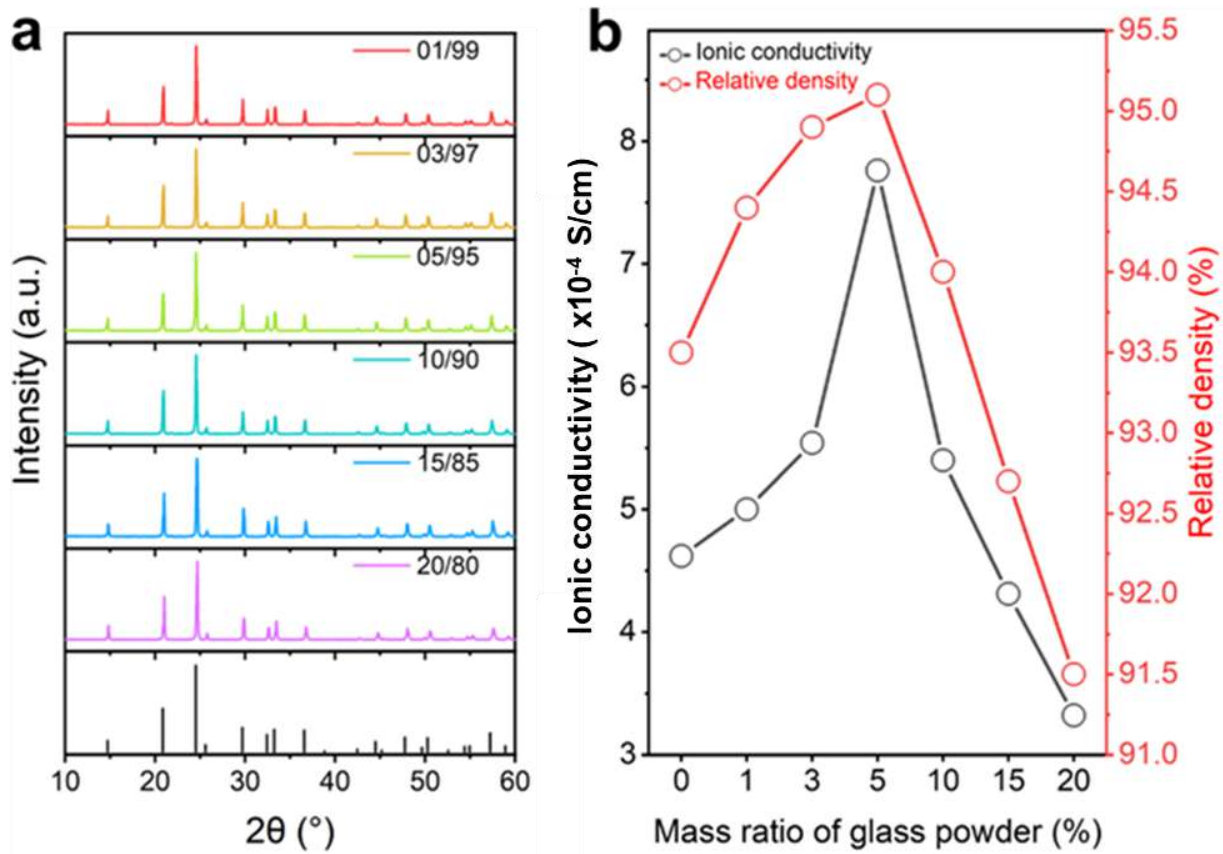 a
01/99
03/97
05/95
10/90
15/85
20/80
Intensity (a.u.)
10 20 30 40 50 60
2θ (°)
b
Ionic conductivity
Relative density
Ionic conductivity ( x10⁻⁴ S/cm)
8
7
6
5
4
3
95.5
95.0
94.5
94.0
93.5
93.0
92.5
92.0
91.5
91.0
Relative density (%)
0 1 3 5 10 15 20
Mass ratio of glass powder (%)